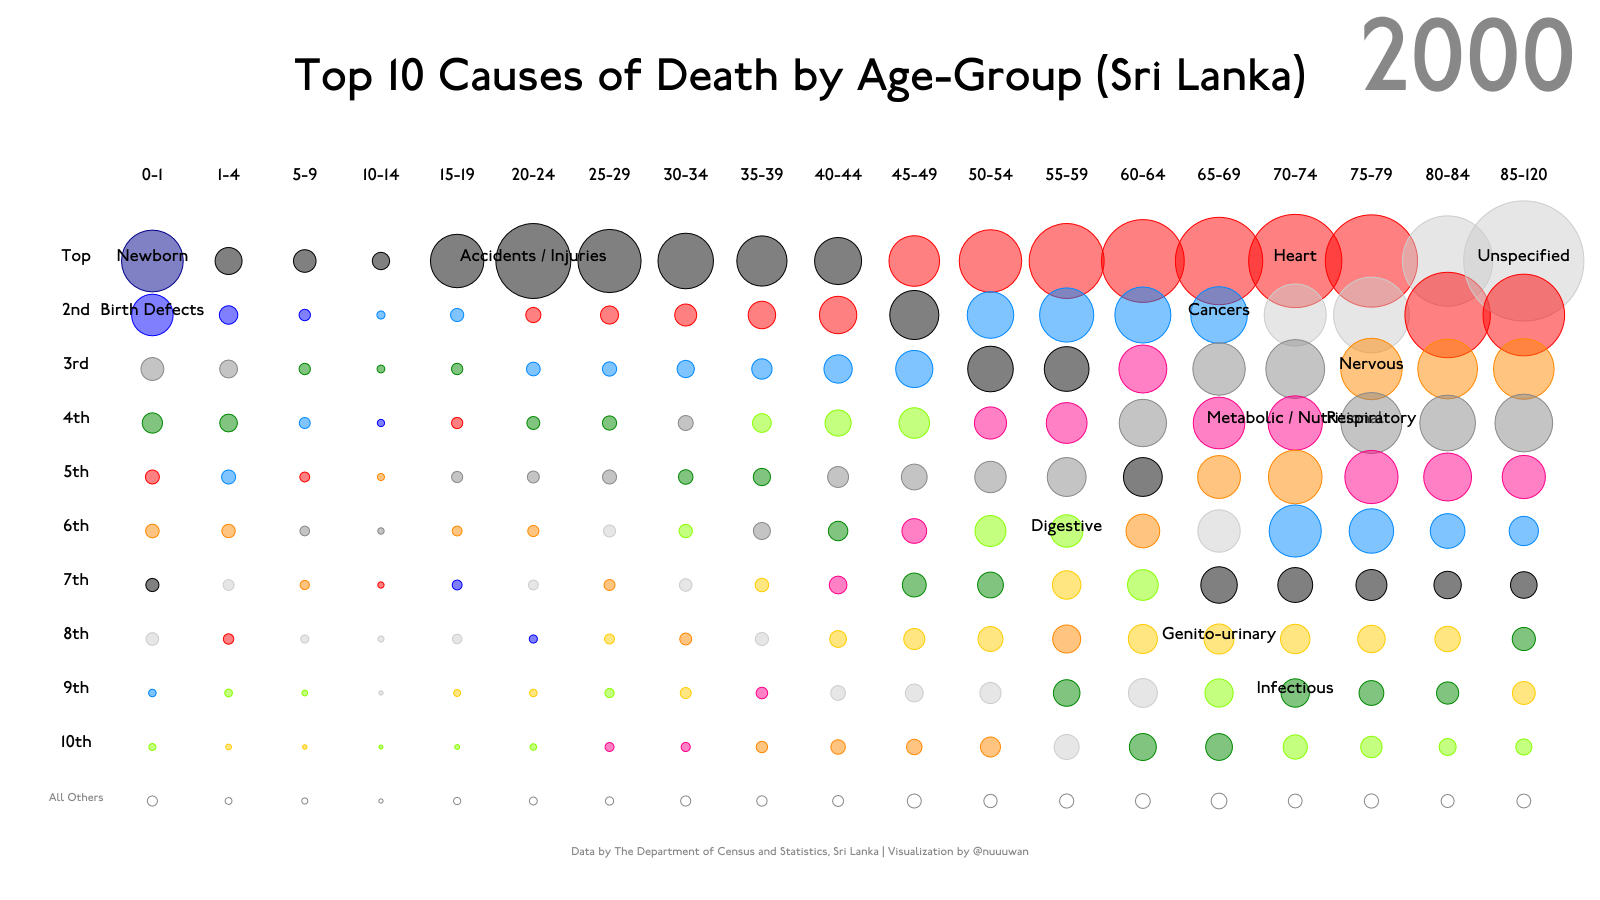 2000
Top 10 Causes of Death by Age-Group (Sri Lanka)
0-1 1-4 5-9 10-14 15-19 20-24 25-29 30-34 35-39 40-44 45-49 50-54 55-59 60-64 65-69 70-74 75-79 80-84 85-120
Top Newborn Accidents / Injuries Heart Unspecified
2nd Birth Defects Cancers
3rd Nervous
4th Metabolic / Nutritional Respiratory
5th
6th Digestive
7th
8th Genito-urinary
9th Infectious
10th
All Others
Data by The Department of Census and Statistics, Sri Lanka | Visualization by @nuuuwan